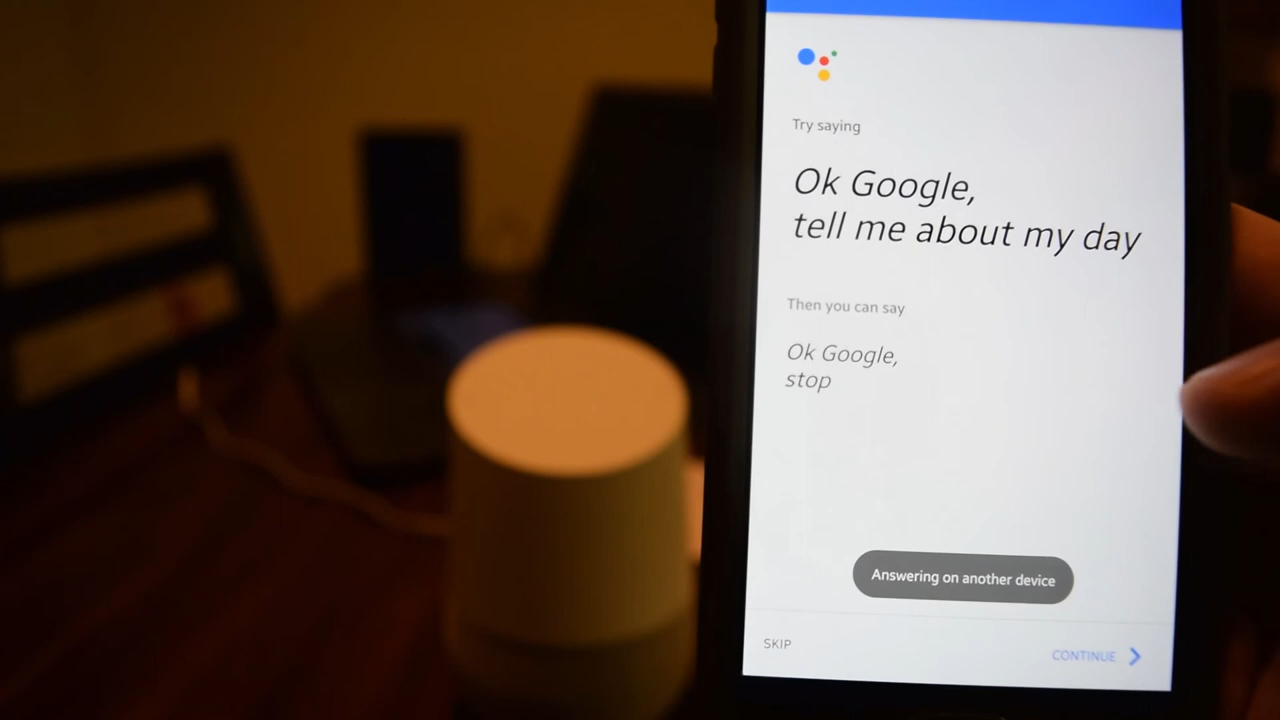 Try saying
Ok Google,
tell me about my day
Then you can say
Ok Google,
stop
Answering on another device
SKIP
CONTINUE